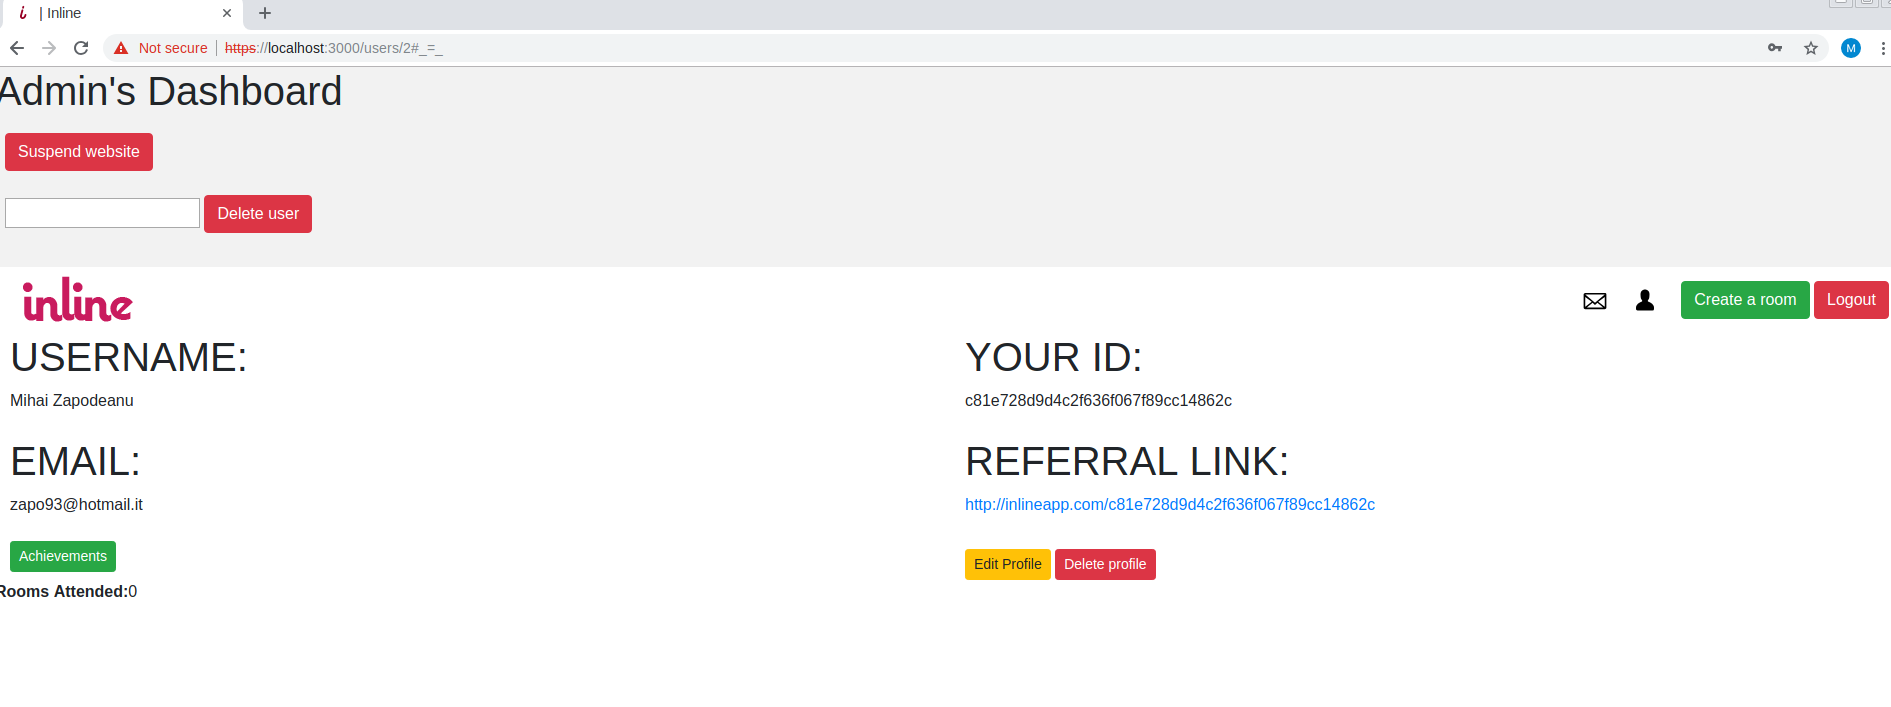 | Inline
Not secure | https://localhost:3000/users/2#_=_
M
Admin's Dashboard
Suspend website
Delete user
inline
Create a room
Logout
USERNAME:
Mihai Zapodeanu
YOUR ID:
c81e728d9d4c2f636f067f89cc14862c
EMAIL:
zapo93@hotmail.it
REFERRAL LINK:
http://inlineapp.com/c81e728d9d4c2f636f067f89cc14862c
Achievements
Edit Profile
Delete profile
Rooms Attended:0